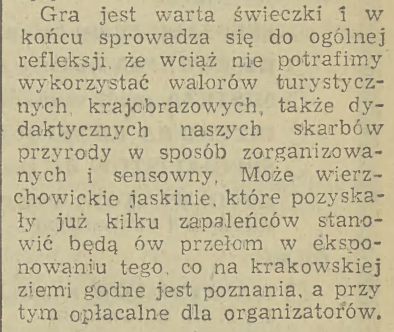 Gra jest warta świeczki i w
końcu sprowadza się do ogólnej
refleksji, że wciąż nie potrafimy
wykorzystać walorów turystycz-
nych, krajobrazowych, także dy-
daktycznych naszych skarbów
przyrody w sposób zorganizowa-
nych i sensowny, Może wierz-
chowickie jaskinie, które pozyska-
ły już kilku zapaleńców stano-
wić będą ów przełom w ekspo-
nowaniu tego, co na krakowskiej
ziemi godne jest poznania, a przy
tym opłacalne dla organizatorów.